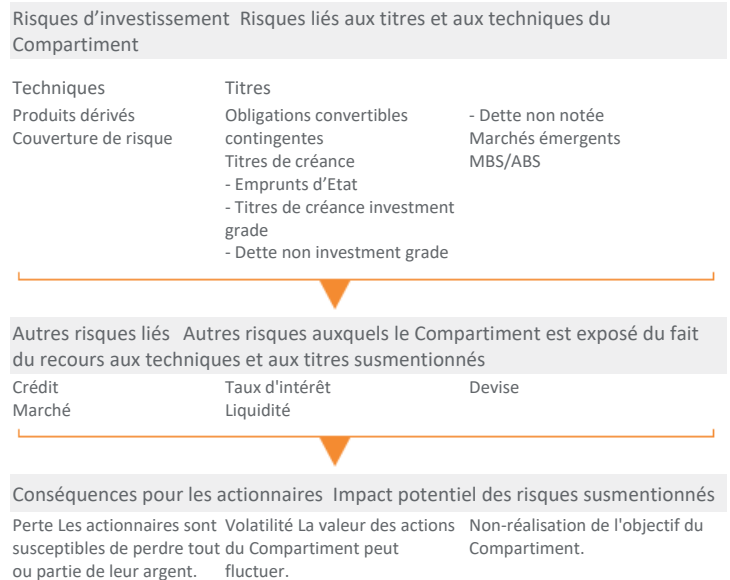 Risques d'investissement Risques liés aux titres et aux techniques du
Compartiment
Techniques
Produits dérivés
Couverture de risque
Titres
Obligations convertibles
contingentes
Titres de créance
- Emprunts d'Etat
- Titres de créance investment
grade
- Dette non investment grade
- Dette non notée
Marchés émergents
MBS/ABS
Autres risques liés Autres risques auxquels le Compartiment est exposé du fait
du recours aux techniques et aux titres susmentionnés
Crédit
Marché
Taux d'intérêt
Liquidité
Devise
Conséquences pour les actionnaires Impact potentiel des risques susmentionnés
Perte Les actionnaires sont
susceptibles de perdre tout
ou partie de leur argent.
Volatilité La valeur des actions
du Compartiment peut
fluctuer.
Non-réalisation de l'objectif du
Compartiment.